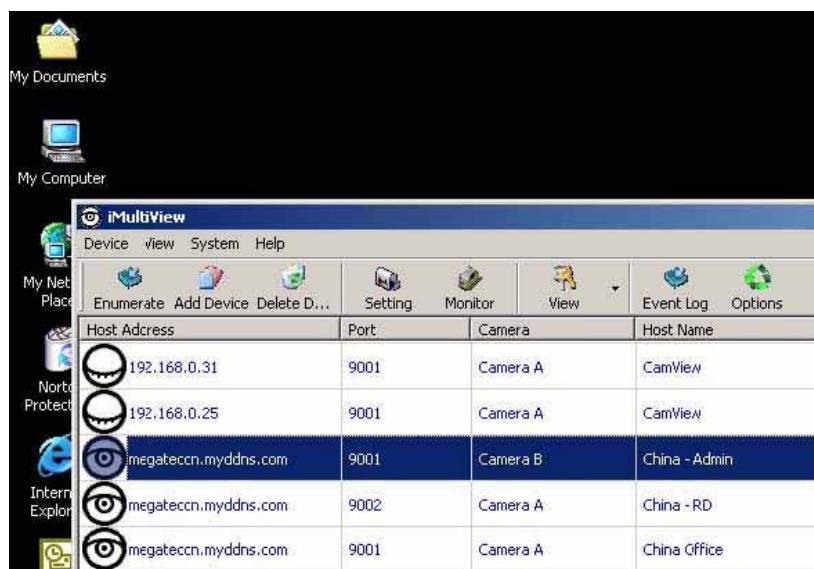 My Documents
My Computer
My Net
Place
Norto
Protect
Intern
Explor
iMultiView
Device View System Help
Enumerate Add Device Delete D... Setting Monitor View Event Log Options
Host Address Port Camera Host Name
192.168.0.31 9001 Camera A CamView
192.168.0.25 9001 Camera A CamView
megateccn.myddns.com 9001 Camera B China - Admin
megateccn.myddns.com 9002 Camera A China - RD
megateccn.myddns.com 9001 Camera A China Office